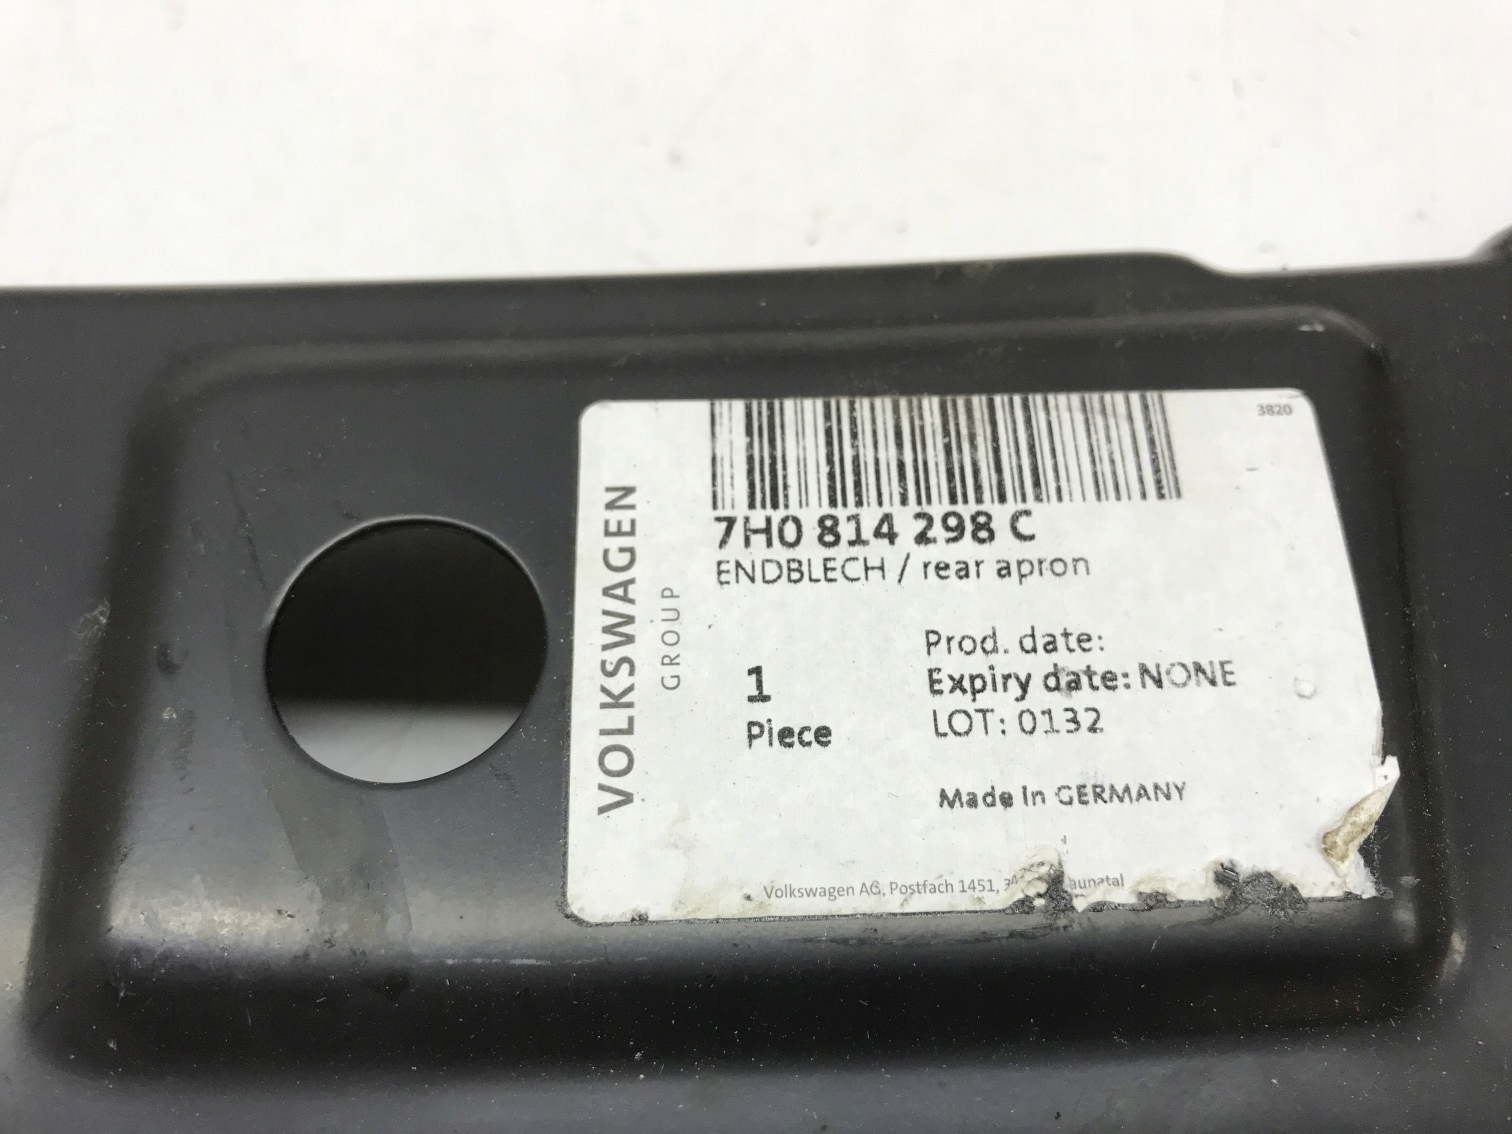 3820
7H0 814 298 C
ENDBLECH / rear apron
VOLKSWAGEN
GROUP
1
Piece
Prod. date:
Expiry date: NONE
LOT: 0132
Made in GERMANY
Volkswagen AG, Postfach 1451,